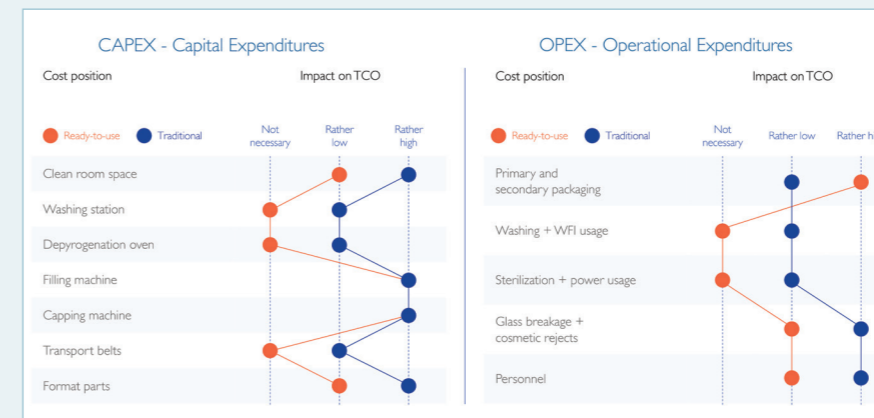 CAPEX - Capital Expenditures
Cost position
Impact on TCO
Ready-to-use
Traditional
Not
necessary
Rather
low
Rather
high
Clean room space
Washing station
Depyrogenation oven
Filling machine
Capping machine
Transport belts
Format parts
OPEX - Operational Expenditures
Cost position
Impact on TCO
Ready-to-use
Traditional
Not
necessary
Rather low
Rather h
Primary and
secondary packaging
Washing + WFI usage
Sterilization + power usage
Glass breakage +
cosmetic rejects
Personnel